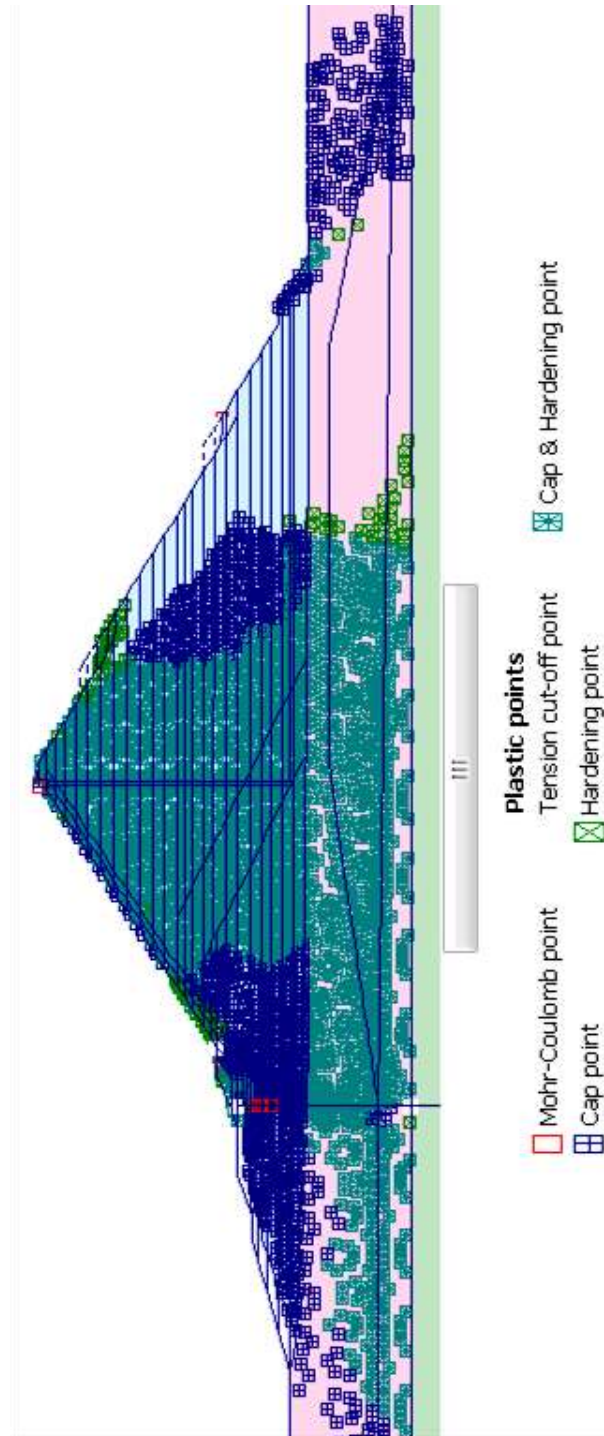 Plastic points
Mohr-Coulomb point
Tension cut-off point
Cap & Hardening point
Cap point
Hardening point